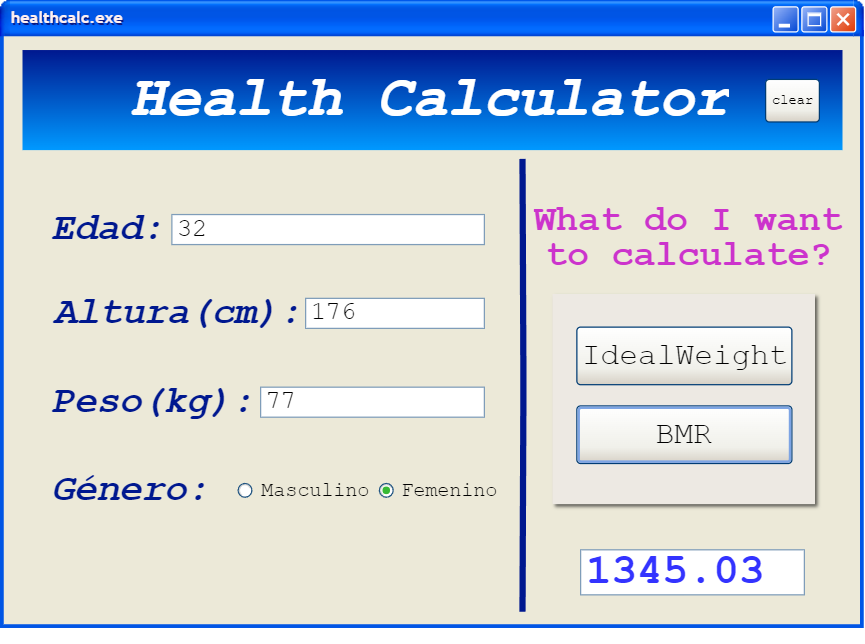 healthcalc.exe
Health Calculator
clear
Edad: 32
Altura(cm): 176
Peso(kg): 77
Género: Masculino Femenino
What do I want
to calculate?
IdealWeight
BMR
1345.03